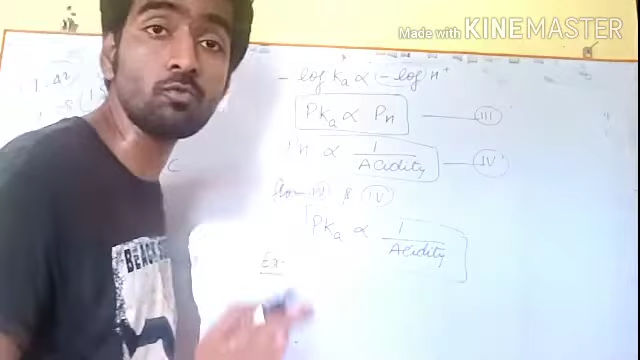 Made with KINEMASTER
- log Ka ∝ - log H⁺
PKa ∝ PH — III
∝ 1/Acidity — IV
from III & IV
PKa ∝ 1/Acidity
Ex-